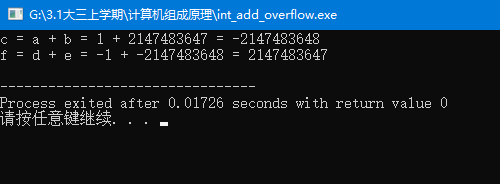 G:\3.1大三上学期\计算机组成原理\int_add_overflow.exe
c = a + b = 1 + 2147483647 = -2147483648
f = d + e = -1 + -2147483648 = 2147483647
--------------------------------
Process exited after 0.01726 seconds with return value 0
请按任意键继续. . .